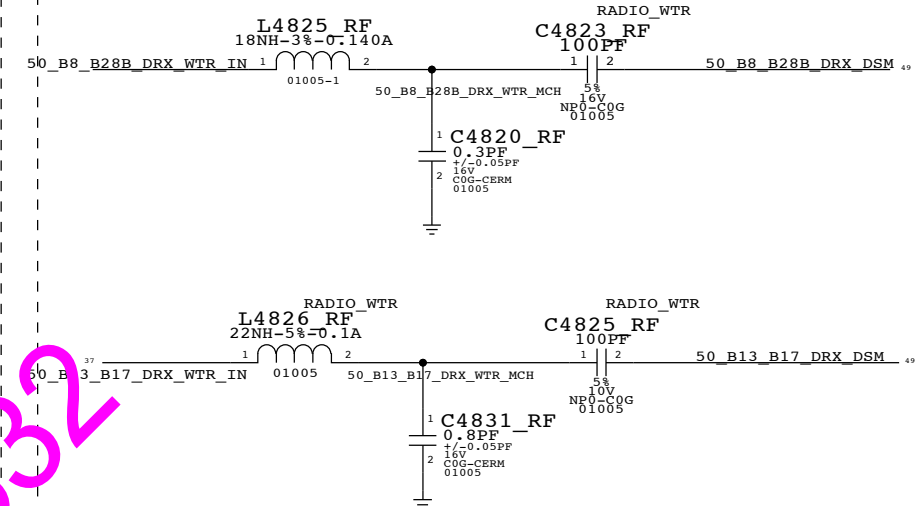 RADIO_WTR
L4825_RF
18NH-3%-0.140A
C4823_RF
100PF
50_B8_B28B_DRX_WTR_IN
1
2
01005-1
1
2
50_B8_B28B_DRX_DSM
49
50_B8_B28B_DRX_WTR_MCH
5%
16V
NP0-C0G
01005
1
C4820_RF
0.3PF
+/-0.05PF
16V
2
C0G-CERM
01005
RADIO_WTR
RADIO_WTR
L4826_RF
22NH-5%-0.1A
C4825_RF
100PF
37
1
2
1
2
50_B13_B17_DRX_DSM
49
50_B13_B17_DRX_WTR_IN
01005
50_B13_B17_DRX_WTR_MCH
5%
10V
NP0-C0G
01005
1
C4831_RF
0.8PF
+/-0.05PF
16V
2
C0G-CERM
01005
32